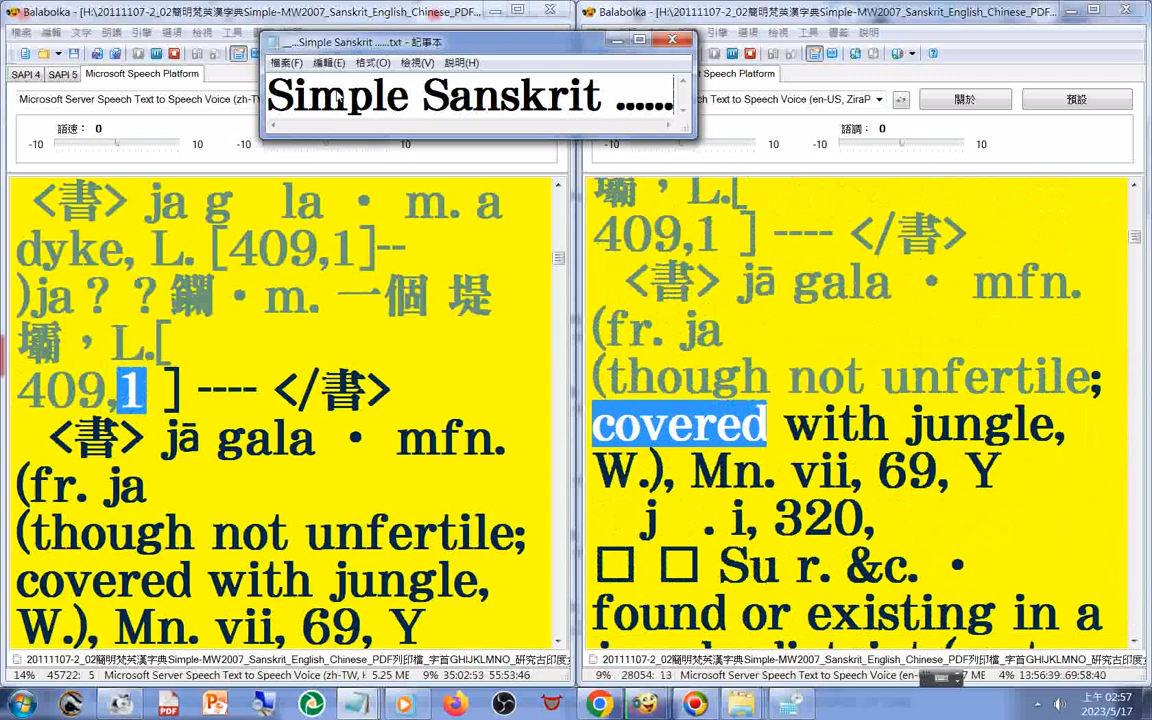 Balabolka - [H:\20111107-2_02簡明梵英漢字典Simple-MW2007_Sanskrit_English_Chinese_PDF...
Balabolka - [H:\20111107-2_02簡明梵英漢字典Simple-MW2007_Sanskrit_English_Chinese_PDF...
__...Simple Sanskrit ......txt - 記事本
檔案(F) 編輯(E) 格式(O) 檢視(V) 說明(H)
Simple Sanskrit ......
SAPI 4 SAPI 5 Microsoft Speech Platform
t Speech Platform
Microsoft Server Speech Text to Speech Voice (zh-TW
Microsoft Server Speech Text to Speech Voice (en-US, ZiraP
關於 預設
語速： 0
-10 10 -10 10
語調： 0
-10 10 -10 10
<書> ja g la • m. a
dyke, L. [409,1]--
)ja？？鑭・m. 一個 堤
壩，L.[
409,1 ] ---- </書>
<書> jā gala • mfn.
(fr. ja
(though not unfertile;
covered with jungle,
W.), Mn. vii, 69, Y
壩，L.[
409,1 ] ---- </書>
<書> jā gala • mfn.
(fr. ja
(though not unfertile;
covered with jungle,
W.), Mn. vii, 69, Y
j . i, 320,
□ □ Su r. &c. •
found or existing in a
20111107-2_02簡明梵英漢字典Simple-MW2007_Sanskrit_English_Chinese_PDF列印檔_字首GHIJKLMNO_研究古印度
20111107-2_02簡明梵英漢字典Simple-MW2007_Sanskrit_English_Chinese_PDF列印檔_字首GHIJKLMNO_研究古印度
14% 45722: 5 Microsoft Server Speech Text to Speech Voice (zh-TW, 5.25 ME 35:02:53 55:53:46
9% 28054: 13 Microsoft Server Speech Text to Speech Voice 4% 13:56:39 69:58:40
上午 02:57
2023/5/17